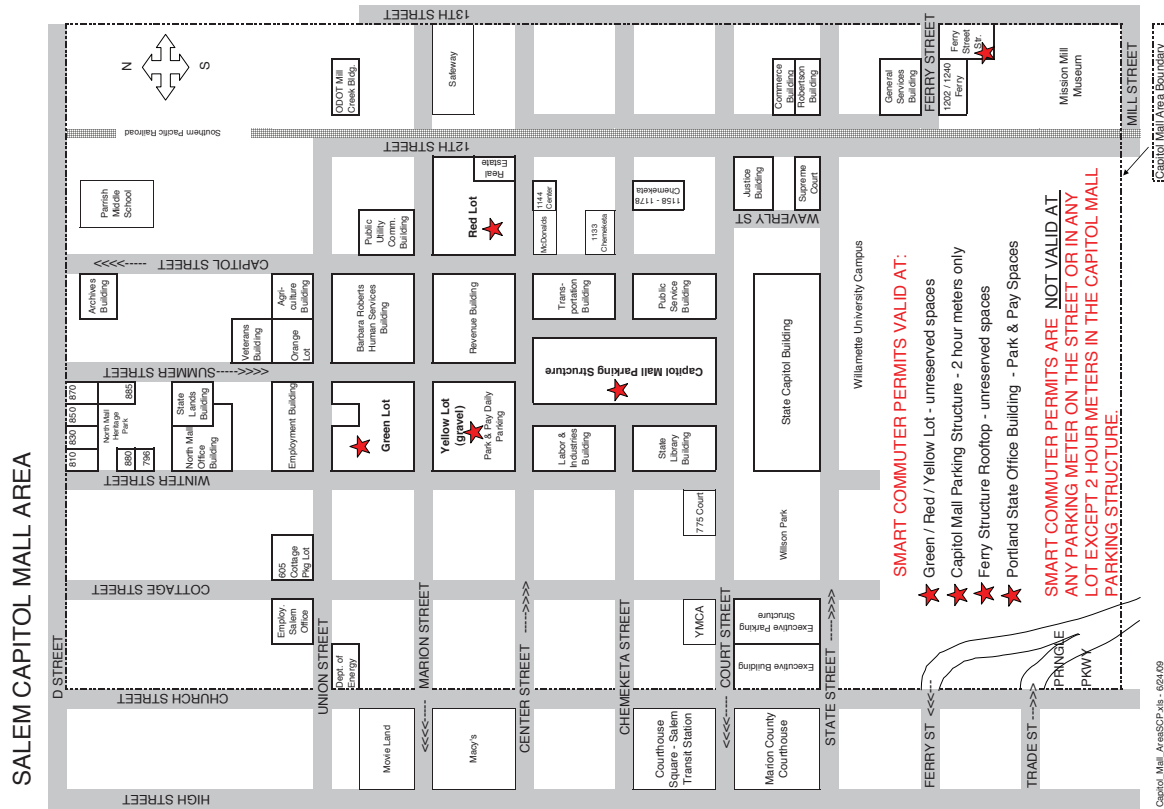 SALEM CAPITOL MALL AREA
D STREET
HIGH STREET
CHURCH STREET
COTTAGE STREET
WINTER STREET
SUMMER STREET<<<<-----
CAPITOL STREET -----<<<<
12TH STREET
13TH STREET
Southern Pacific Railroad
N
S
UNION STREET
<<<<---- MARION STREET
CENTER STREET ---->>>>
CHEMEKETA STREET
<<<<---- COURT STREET
STATE STREET ---->>>>
WAVERLY ST
FERRY STREET
MILL STREET
FERRY ST <<<---
TRADE ST --->>>
PRINGLE
PKWY
Parrish
Middle
School
Archives
Building
810
830
850
870
885
North Mall
Heritage
Park
880
796
State
Lands
Building
North Mall
Office
Building
Veterans
Building
Agri-
culture
Building
Orange
Lot
Employment Building
605
Cottage
Pkg Lot
Employ.
Salem
Office
Dept. of
Energy
ODOT Mill
Creek Bldg.
Public
Utility
Comm.
Building
Barbara Roberts
Human Services
Building
Green Lot
Movie Land
Safeway
Real
Estate
Red Lot
Revenue Building
Yellow Lot
(gravel)
Park & Pay Daily
Parking
Macy's
1144
Center
McDonalds
1133
Chemeketa
Trans-
portation
Building
Capitol Mall Parking Structure
Labor &
Industries
Building
1158 - 1178
Chemeketa
Public
Service
Building
State
Library
Building
775 Court
YMCA
Courthouse
Square - Salem
Transit Station
Commerce
Building
Robertson
Building
Justice
Building
Supreme
Court
State Capitol Building
Willson Park
Executive Parking
Structure
Executive Building
Marion County
Courthouse
Willamette University Campus
General
Services
Building
1202 / 1240
Ferry
Ferry
Street
Str.
Mission Mill
Museum
SMART COMMUTER PERMITS VALID AT:
Green / Red / Yellow Lot - unreserved spaces
Capitol Mall Parking Structure - 2 hour meters only
Ferry Structure Rooftop - unreserved spaces
Portland State Office Building - Park & Pay Spaces
SMART COMMUTER PERMITS ARE NOT VALID AT
ANY PARKING METER ON THE STREET OR IN ANY
LOT EXCEPT 2 HOUR METERS IN THE CAPITOL MALL
PARKING STRUCTURE.
Capitol Mall Area Boundary
Capitol_Mall_AreaSCP.xls - 6/24/09